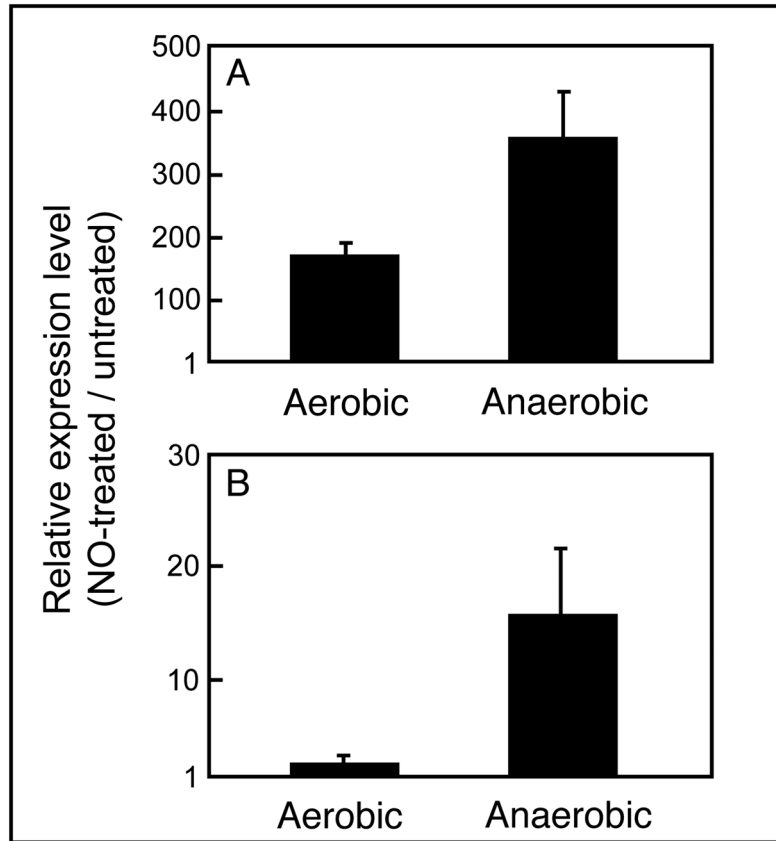 Relative expression level
(NO-treated / untreated)
A
500
400
300
200
100
1
Aerobic Anaerobic
B
30
20
10
1
Aerobic Anaerobic